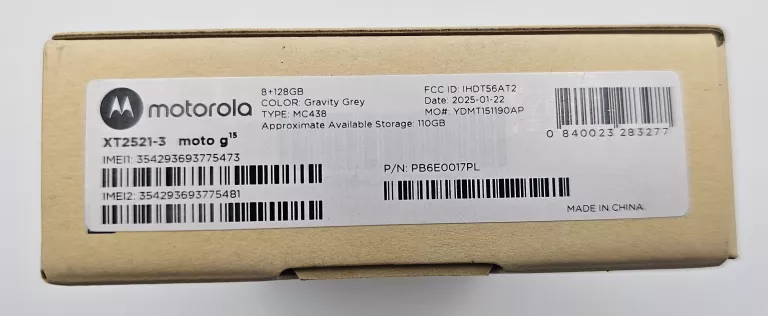 motorola
XT2521-3 moto g15
8+128GB
COLOR: Gravity Grey
TYPE: MC438
Approximate Available Storage: 110GB
FCC ID: IHDT56AT2
Date: 2025-01-22
MO#: YDMT151190AP
0 840023 283277
IMEI1: 354293693775473
IMEI2: 354293693775481
P/N: PB6E0017PL
MADE IN CHINA.